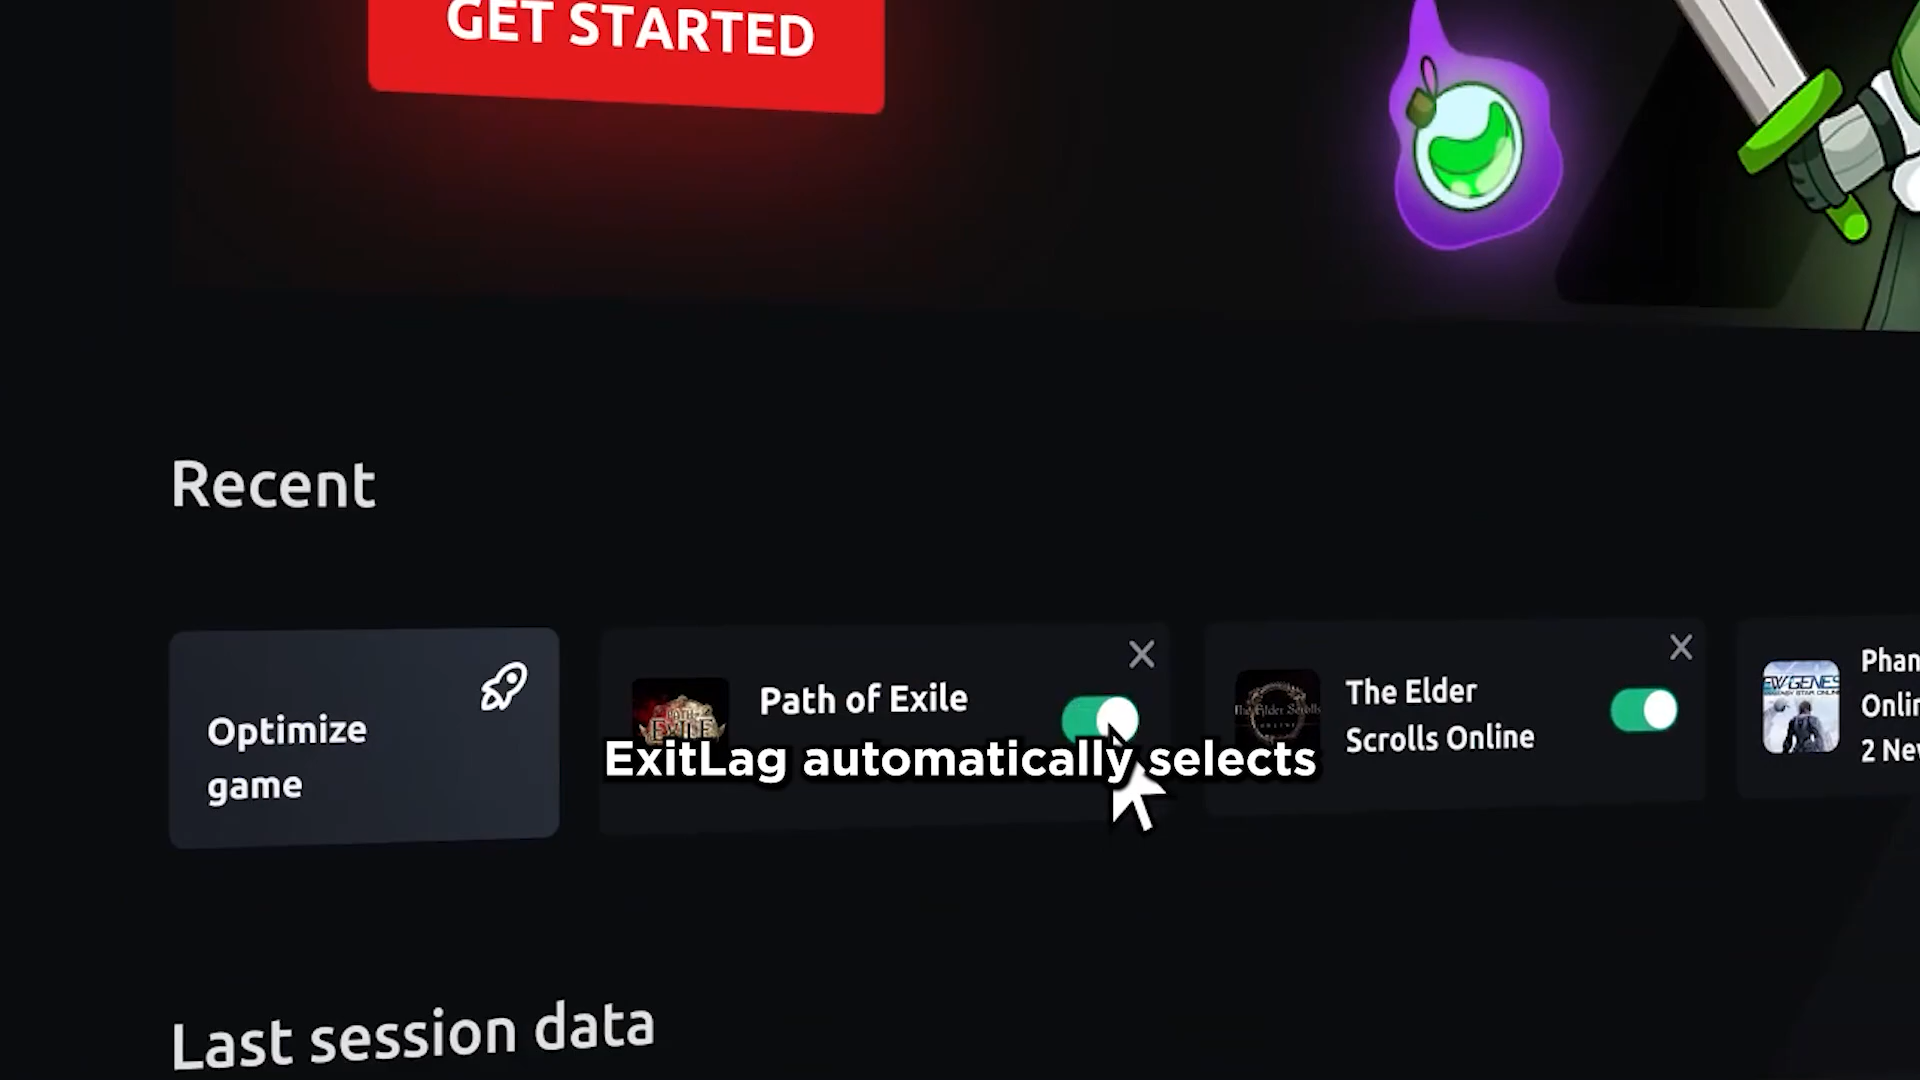 GET STARTED
Recent
Optimize
game
Path of Exile
The Elder
Scrolls Online
ExitLag automatically selects
Last session data